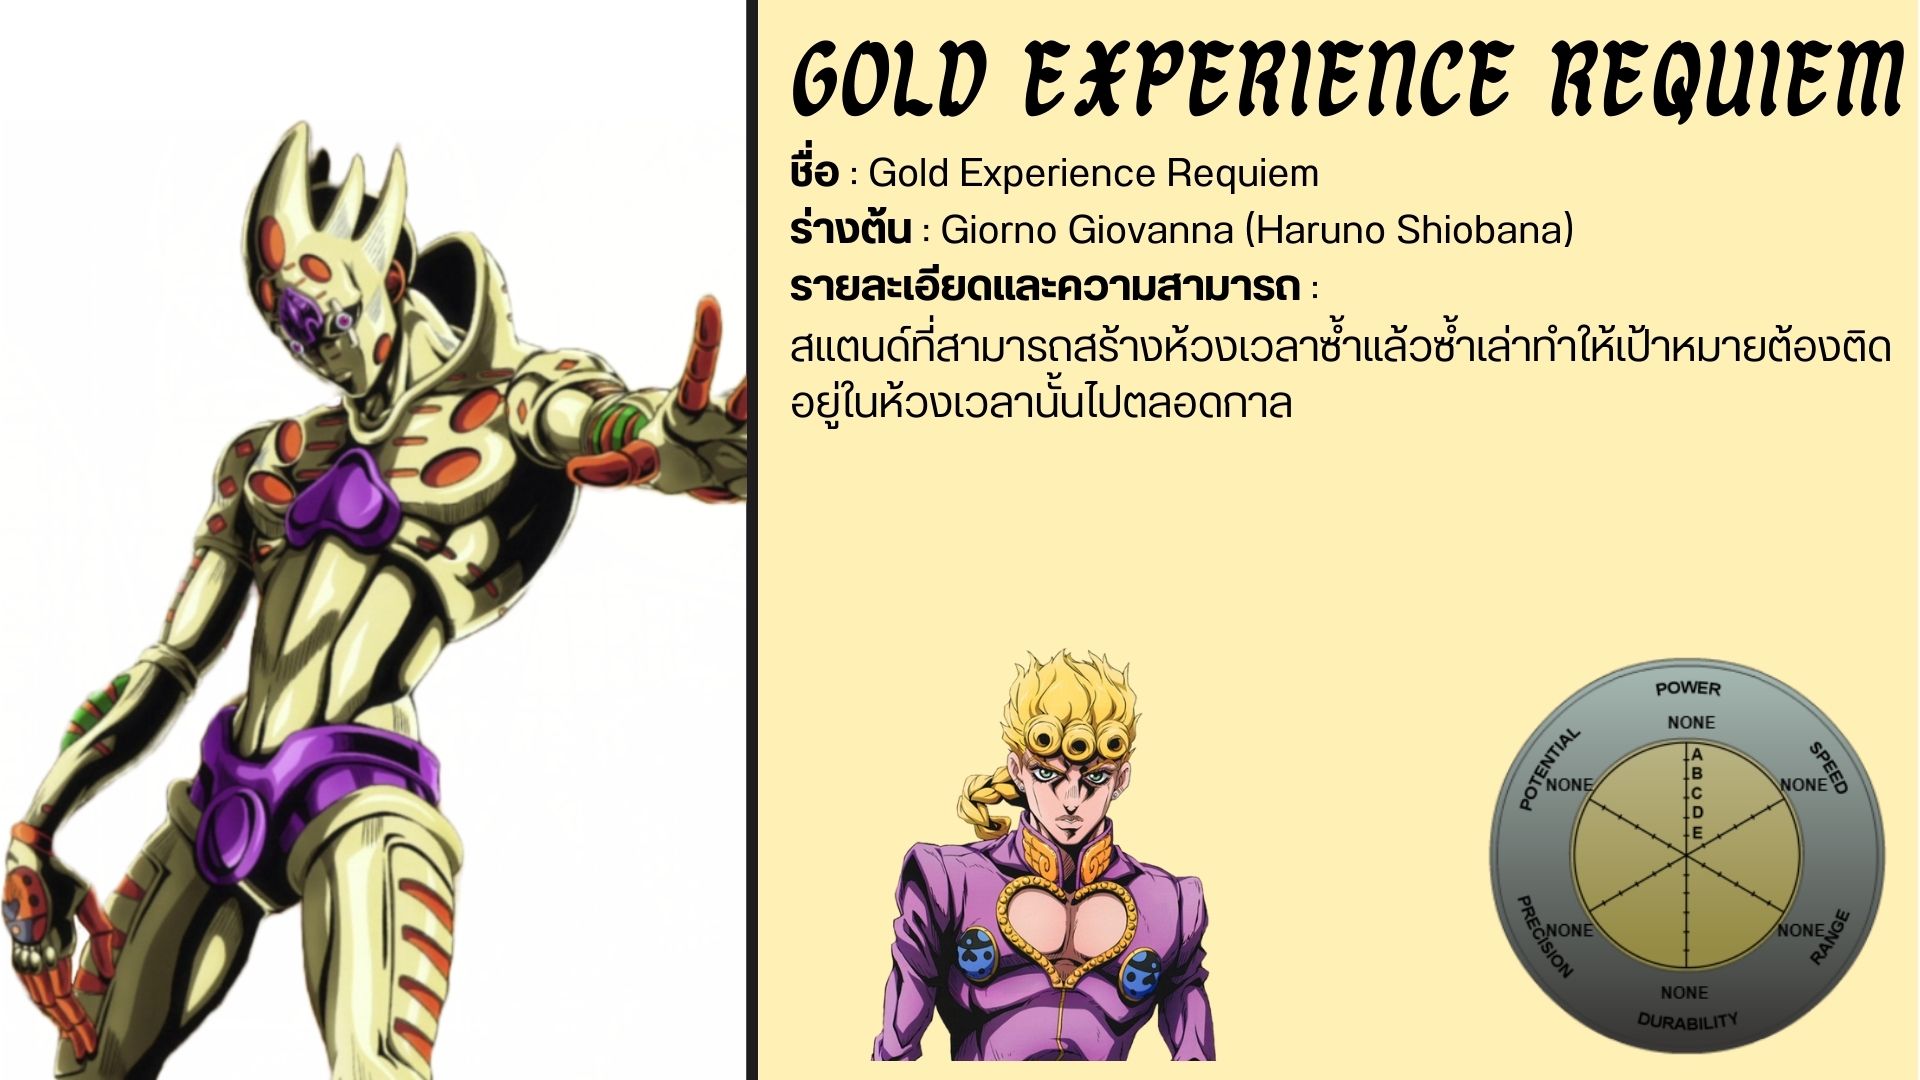 GOLD EXPERIENCE REQUIEM
ชื่อ : Gold Experience Requiem
ร่างต้น : Giorno Giovanna (Haruno Shiobana)
รายละเอียดและความสามารถ :
สแตนด์ที่สามารถสร้างห้วงเวลาซ้ำแล้วซ้ำเล่าทำให้เป้าหมายต้องติด
อยู่ในห้วงเวลานั้นไปตลอดกาล
POWER
NONE
POTENTIAL
NONE
SPEED
NONE
A
B
C
D
E
PRECISION
NONE
RANGE
NONE
NONE
DURABILITY